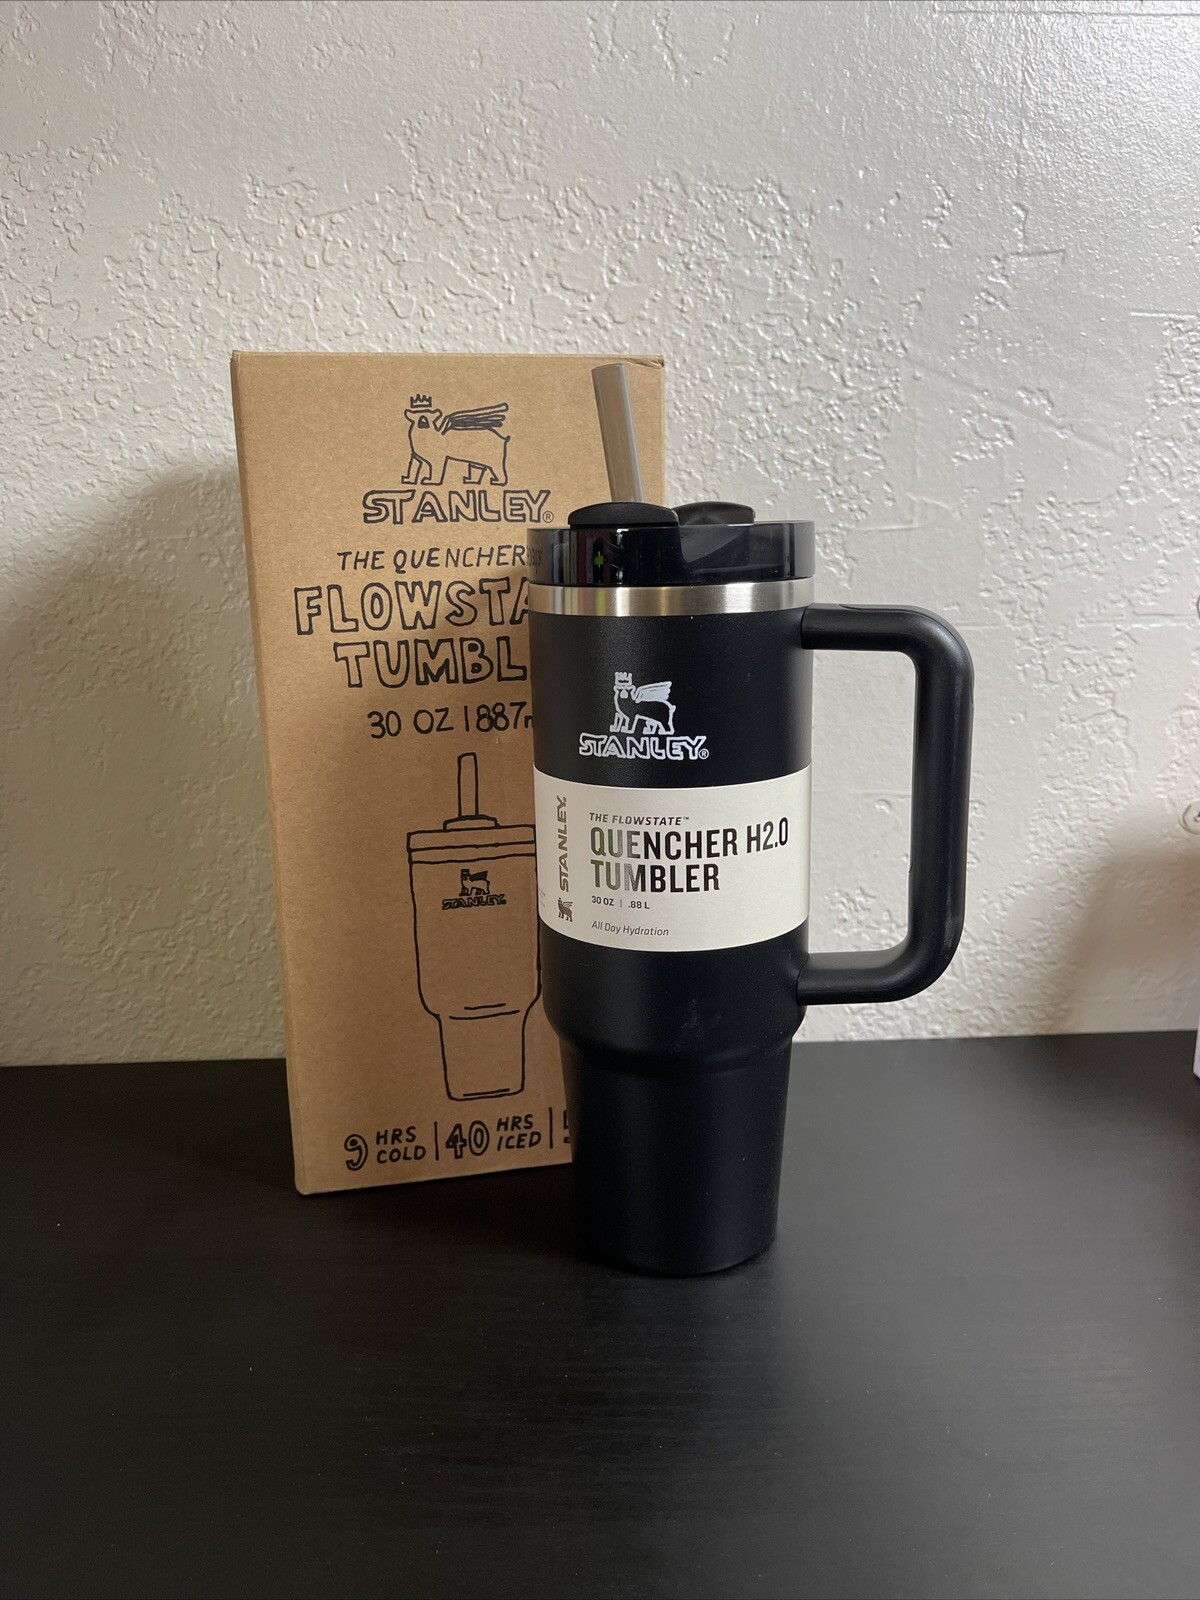 STANLEY®
THE QUENCHER
FLOWSTA
TUMBL
30 OZ | 887
STANLEY
9 HRS COLD | 40 HRS ICED |
STANLEY®
STANLEY
THE FLOWSTATE™
QUENCHER H2.0
TUMBLER
30 OZ | .88 L
All Day Hydration